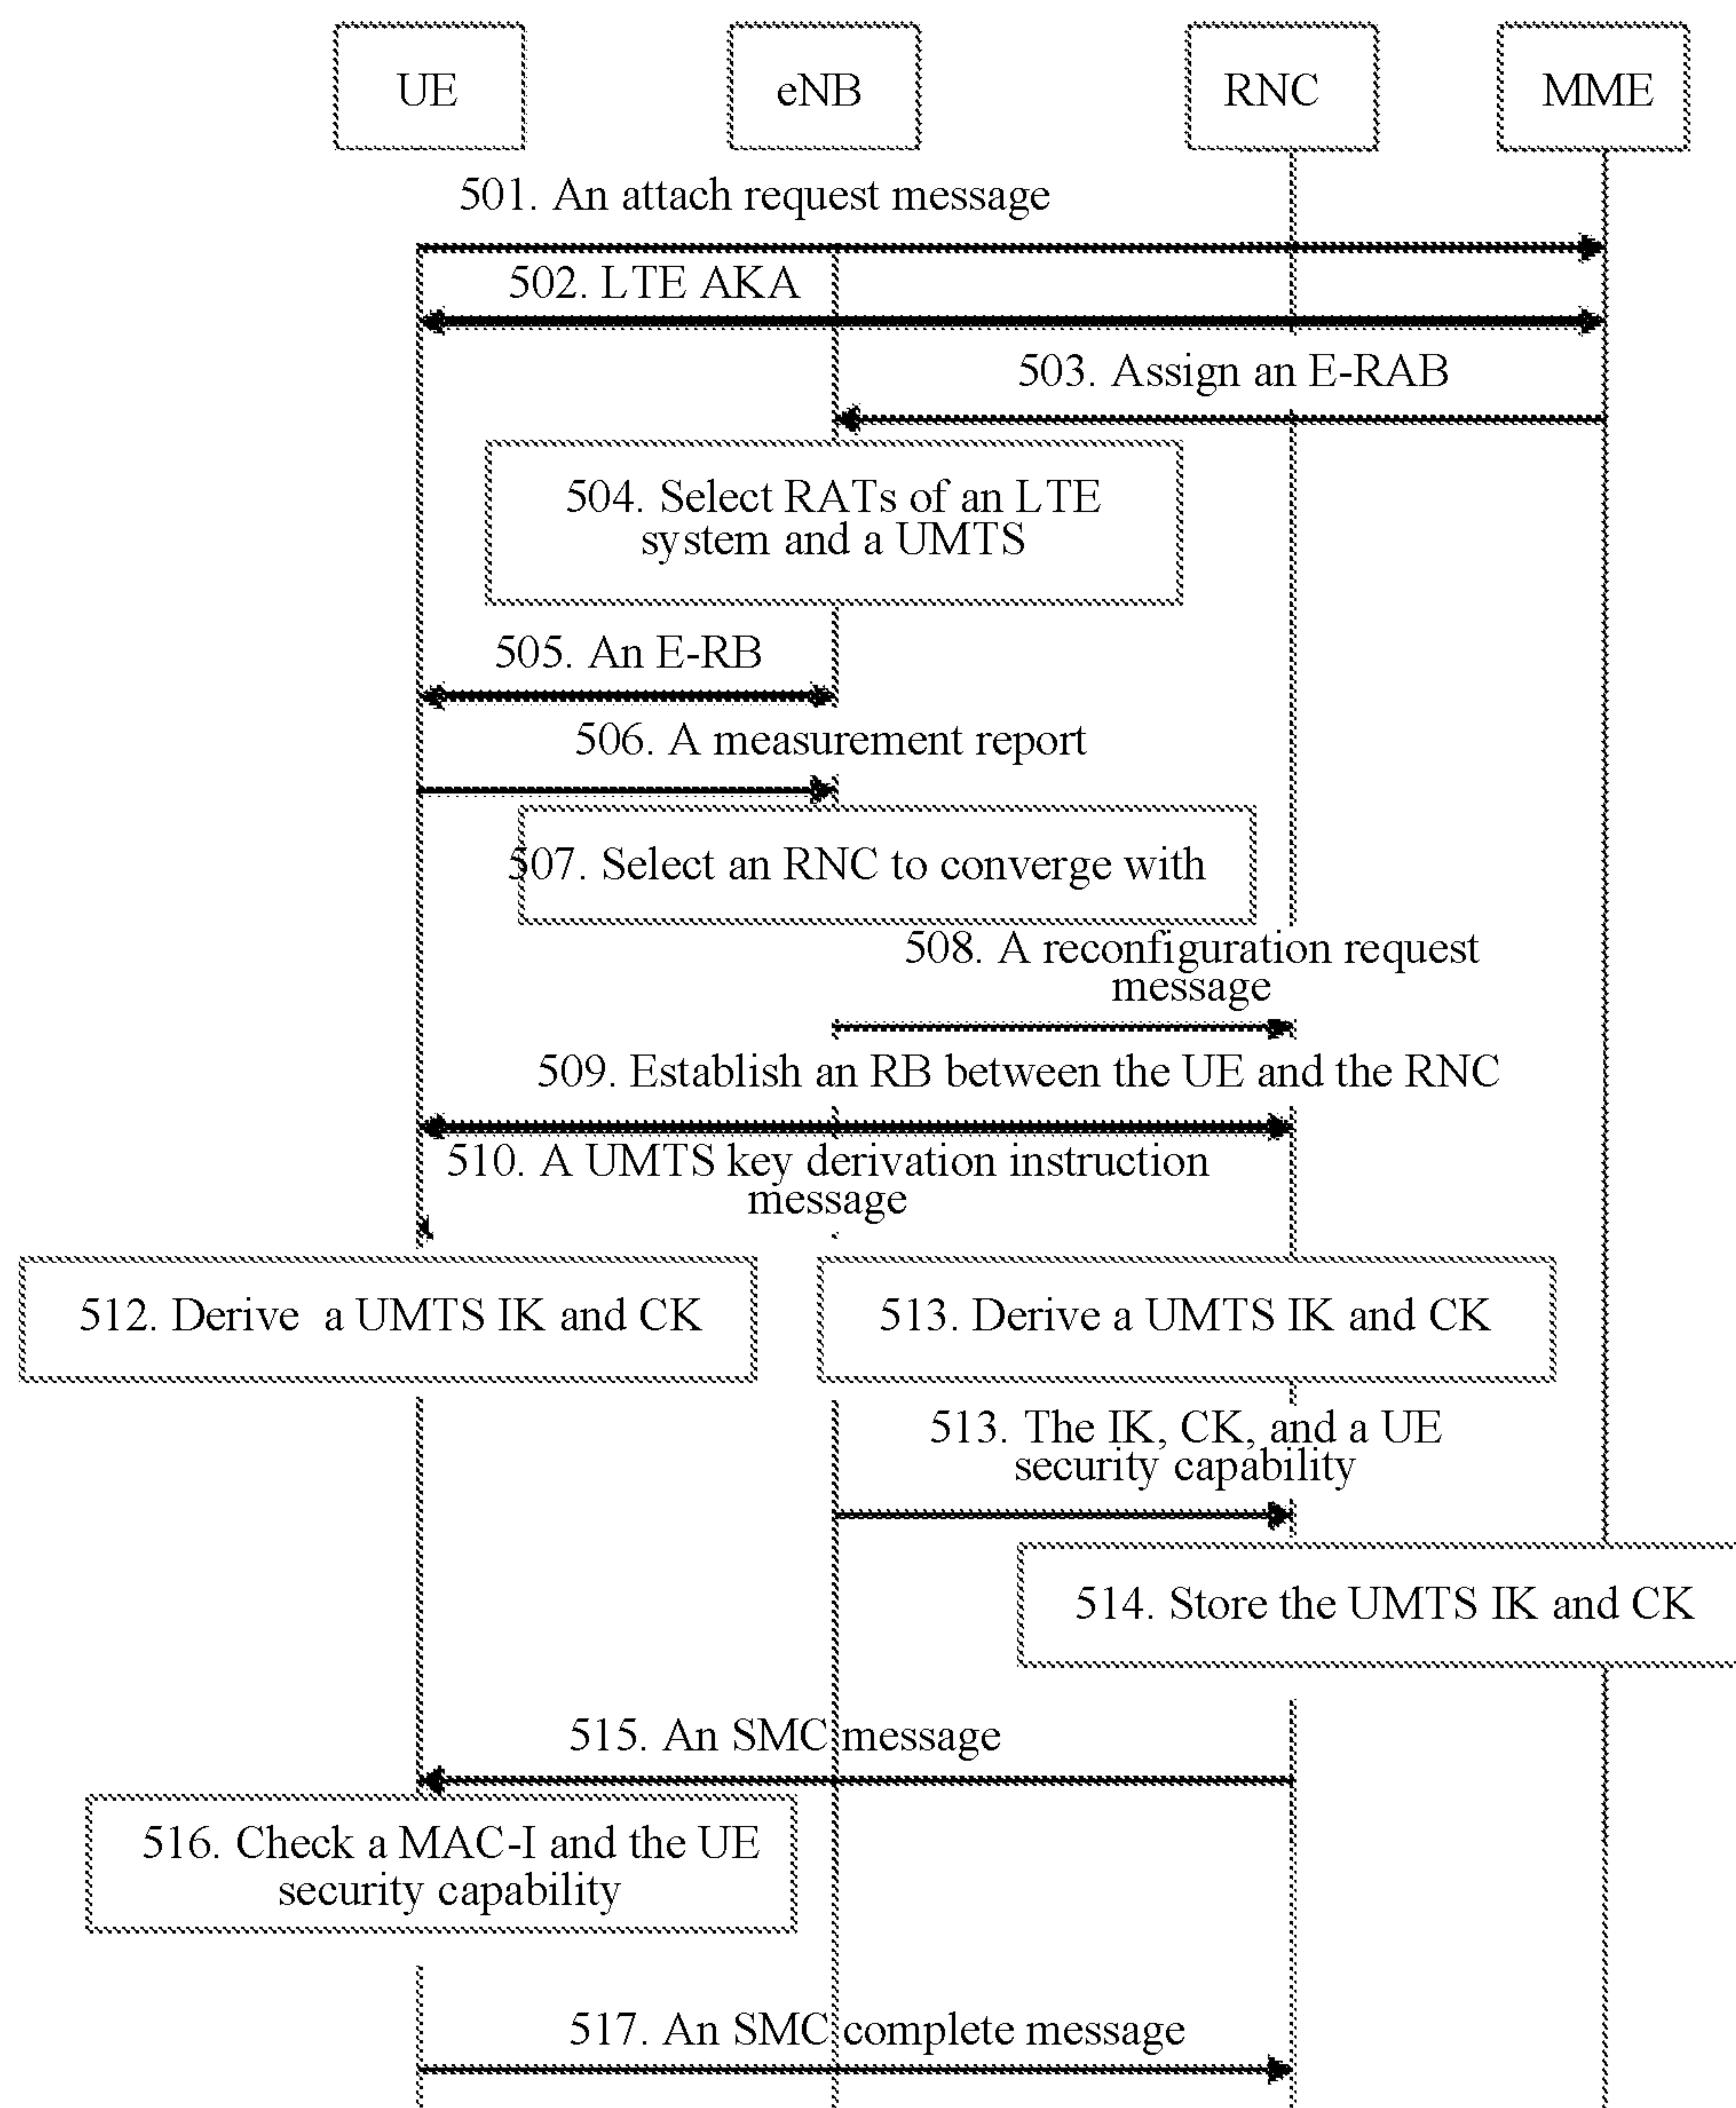 UE
eNB
RNC
MME
501. An attach request message
502. LTE AKA
503. Assign an E-RAB
504. Select RATs of an LTE
system and a UMTS
505. An E-RB
506. A measurement report
507. Select an RNC to converge with
508. A reconfiguration request
message
509. Establish an RB between the UE and the RNC
510. A UMTS key derivation instruction
message
512. Derive a UMTS IK and CK
513. Derive a UMTS IK and CK
513. The IK, CK, and a UE
security capability
514. Store the UMTS IK and CK
515. An SMC message
516. Check a MAC-I and the UE
security capability
517. An SMC complete message